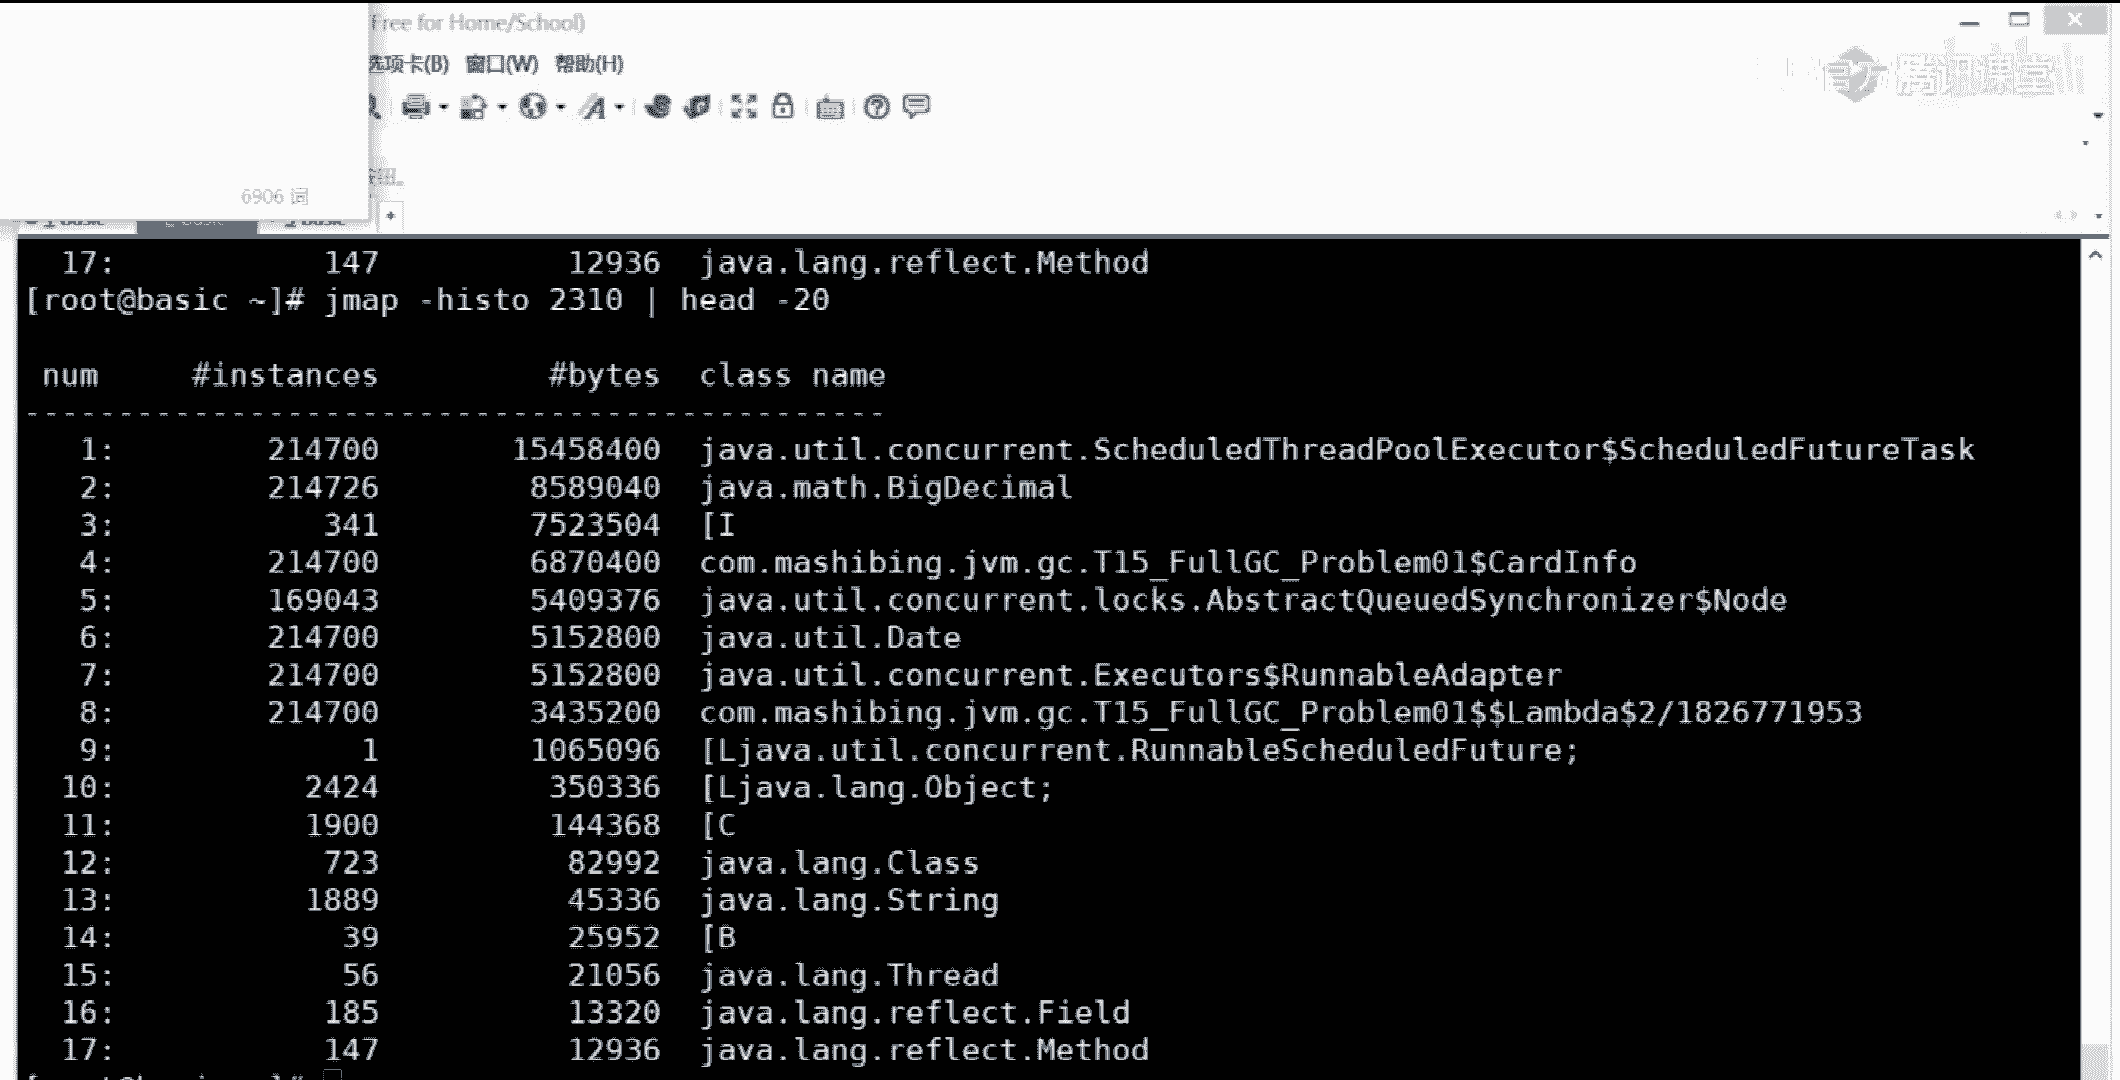 Free for Home/School)
选项卡(B) 窗口(W) 帮助(H)
腾讯课堂
6906 词
17: 147 12936 java.lang.reflect.Method
[root@basic ~]# jmap -histo 2310 | head -20
num #instances #bytes class name
----------------------------------------------
1: 214700 15458400 java.util.concurrent.ScheduledThreadPoolExecutor$ScheduledFutureTask
2: 214726 8589040 java.math.BigDecimal
3: 341 7523504 [I
4: 214700 6870400 com.mashibing.jvm.gc.T15_FullGC_Problem01$CardInfo
5: 169043 5409376 java.util.concurrent.locks.AbstractQueuedSynchronizer$Node
6: 214700 5152800 java.util.Date
7: 214700 5152800 java.util.concurrent.Executors$RunnableAdapter
8: 214700 3435200 com.mashibing.jvm.gc.T15_FullGC_Problem01$$Lambda$2/1826771953
9: 1 1065096 [Ljava.util.concurrent.RunnableScheduledFuture;
10: 2424 350336 [Ljava.lang.Object;
11: 1900 144368 [C
12: 723 82992 java.lang.Class
13: 1889 45336 java.lang.String
14: 39 25952 [B
15: 56 21056 java.lang.Thread
16: 185 13320 java.lang.reflect.Field
17: 147 12936 java.lang.reflect.Method